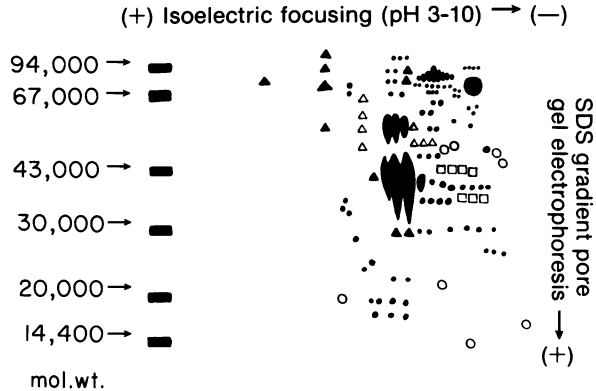 (+) Isoelectric focusing (pH 3-10) → (−)
94,000 →
67,000 →
43,000 →
30,000 →
20,000 →
14,400 →
mol.wt.
SDS gradient pore
gel electrophoresis → (+)